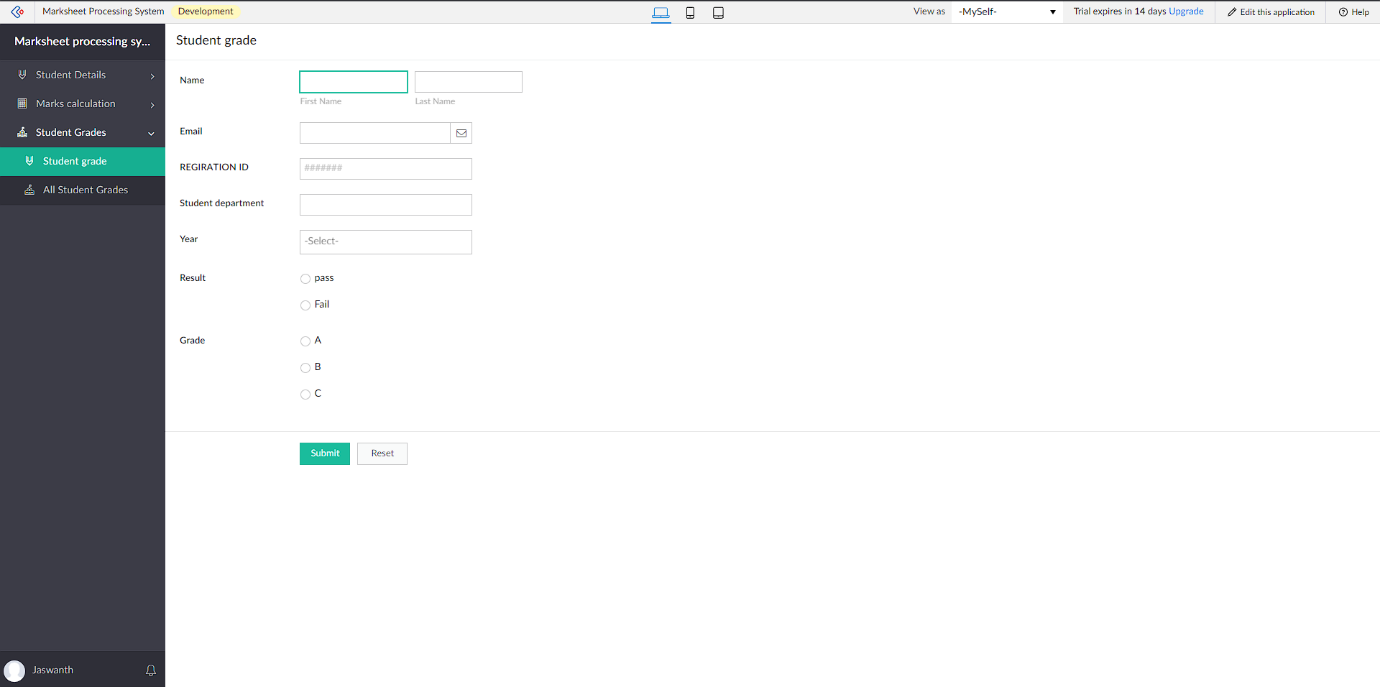 Marksheet Processing System Development View as -MySelf- Trial expires in 14 days Upgrade Edit this application Help
Marksheet processing sy...
Student Details
Marks calculation
Student Grades
Student grade
All Student Grades
Jaswanth
Student grade
Name
First Name Last Name
Email
REGIRATION ID #######
Student department
Year -Select-
Result pass
Fail
Grade A
B
C
Submit Reset